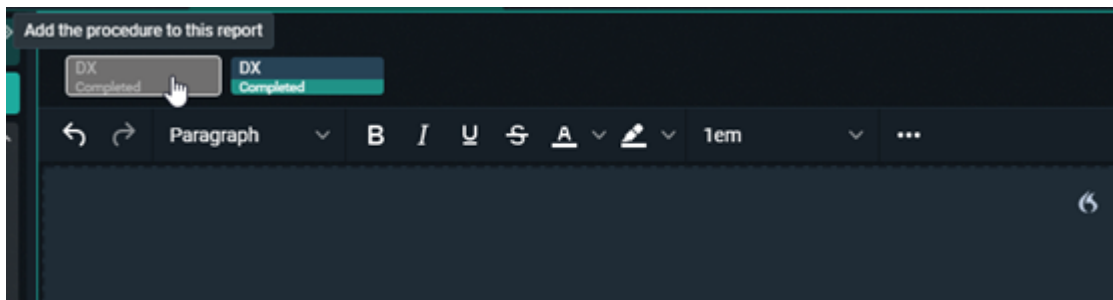 Add the procedure to this report
DX
Completed
DX
Completed
Paragraph
B I U S A
1em